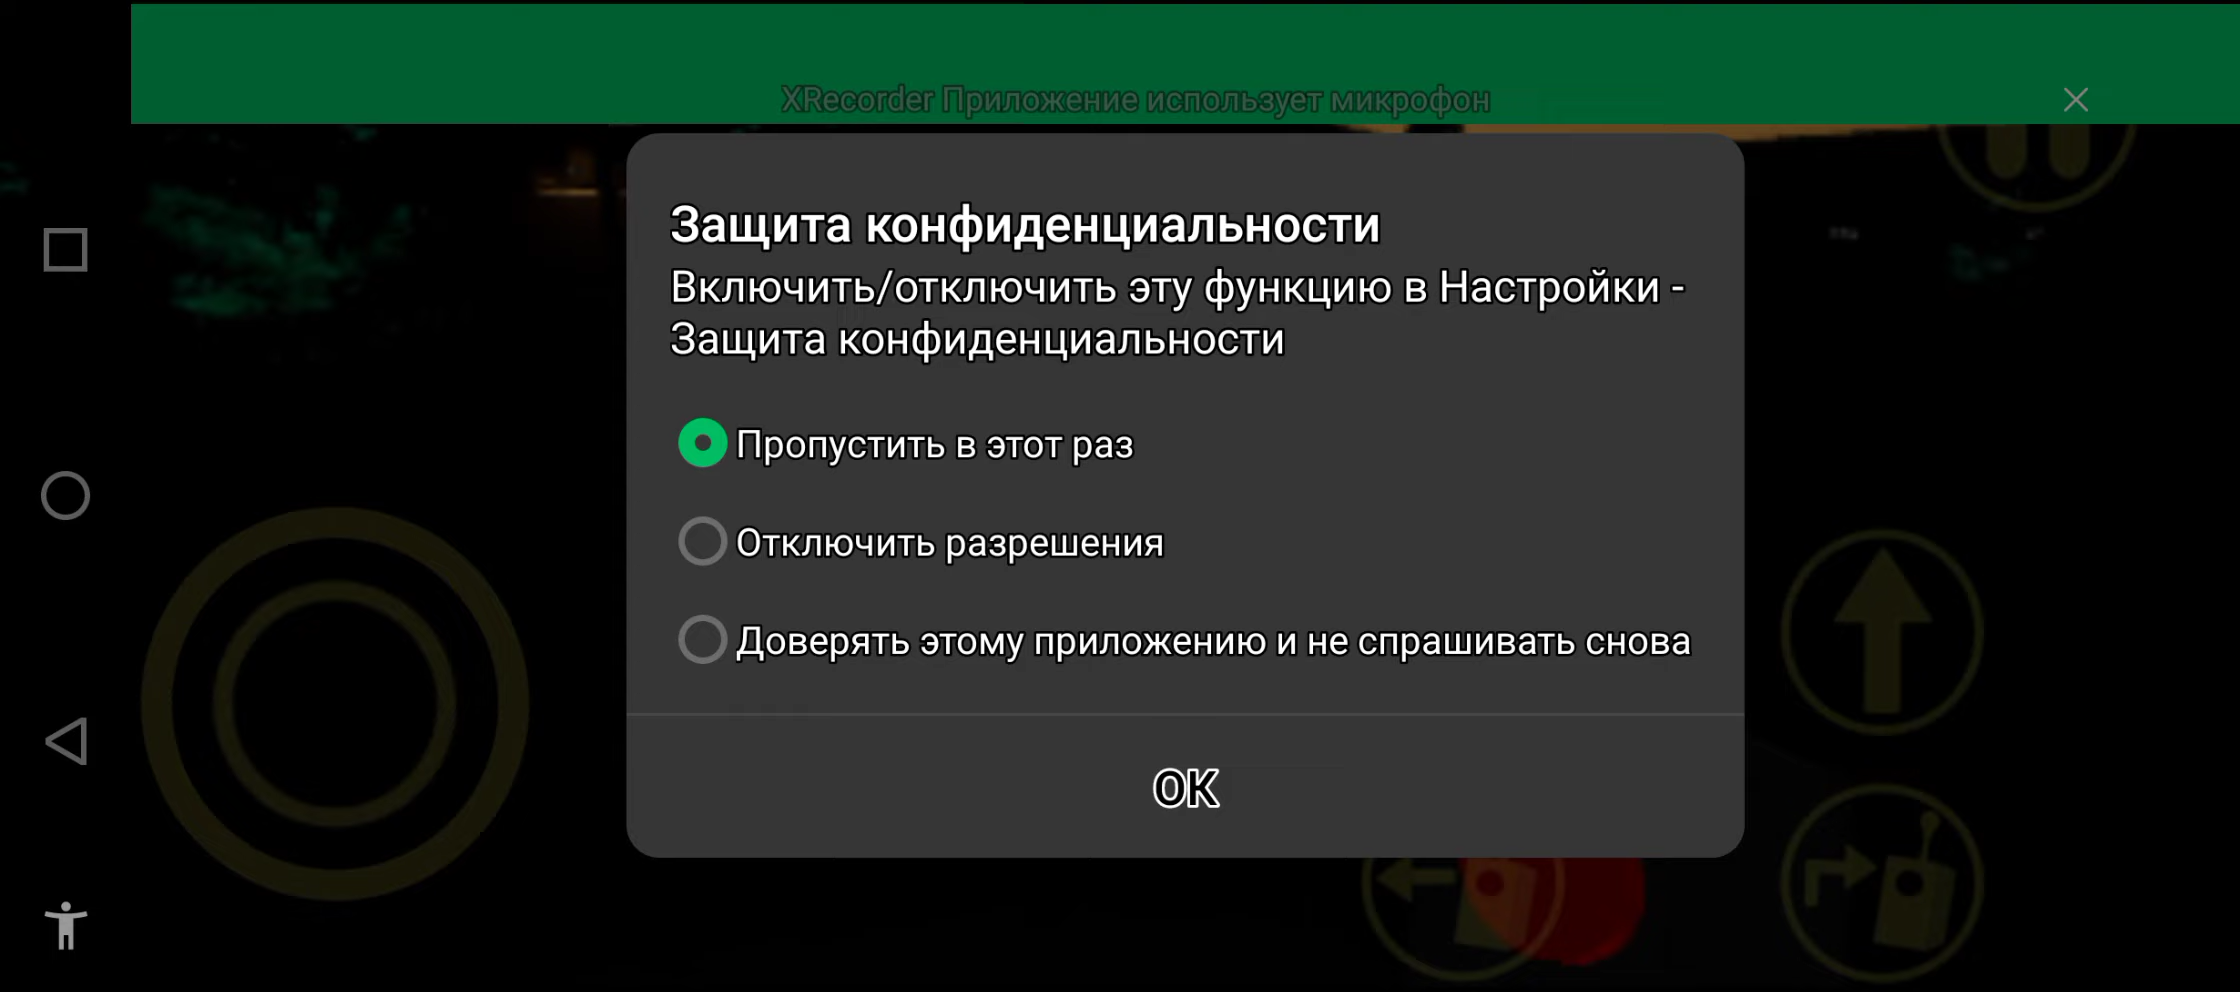 XRecorder Приложение использует микрофон
Защита конфиденциальности
Включить/отключить эту функцию в Настройки -
Защита конфиденциальности
Пропустить в этот раз
Отключить разрешения
Доверять этому приложению и не спрашивать снова
OK